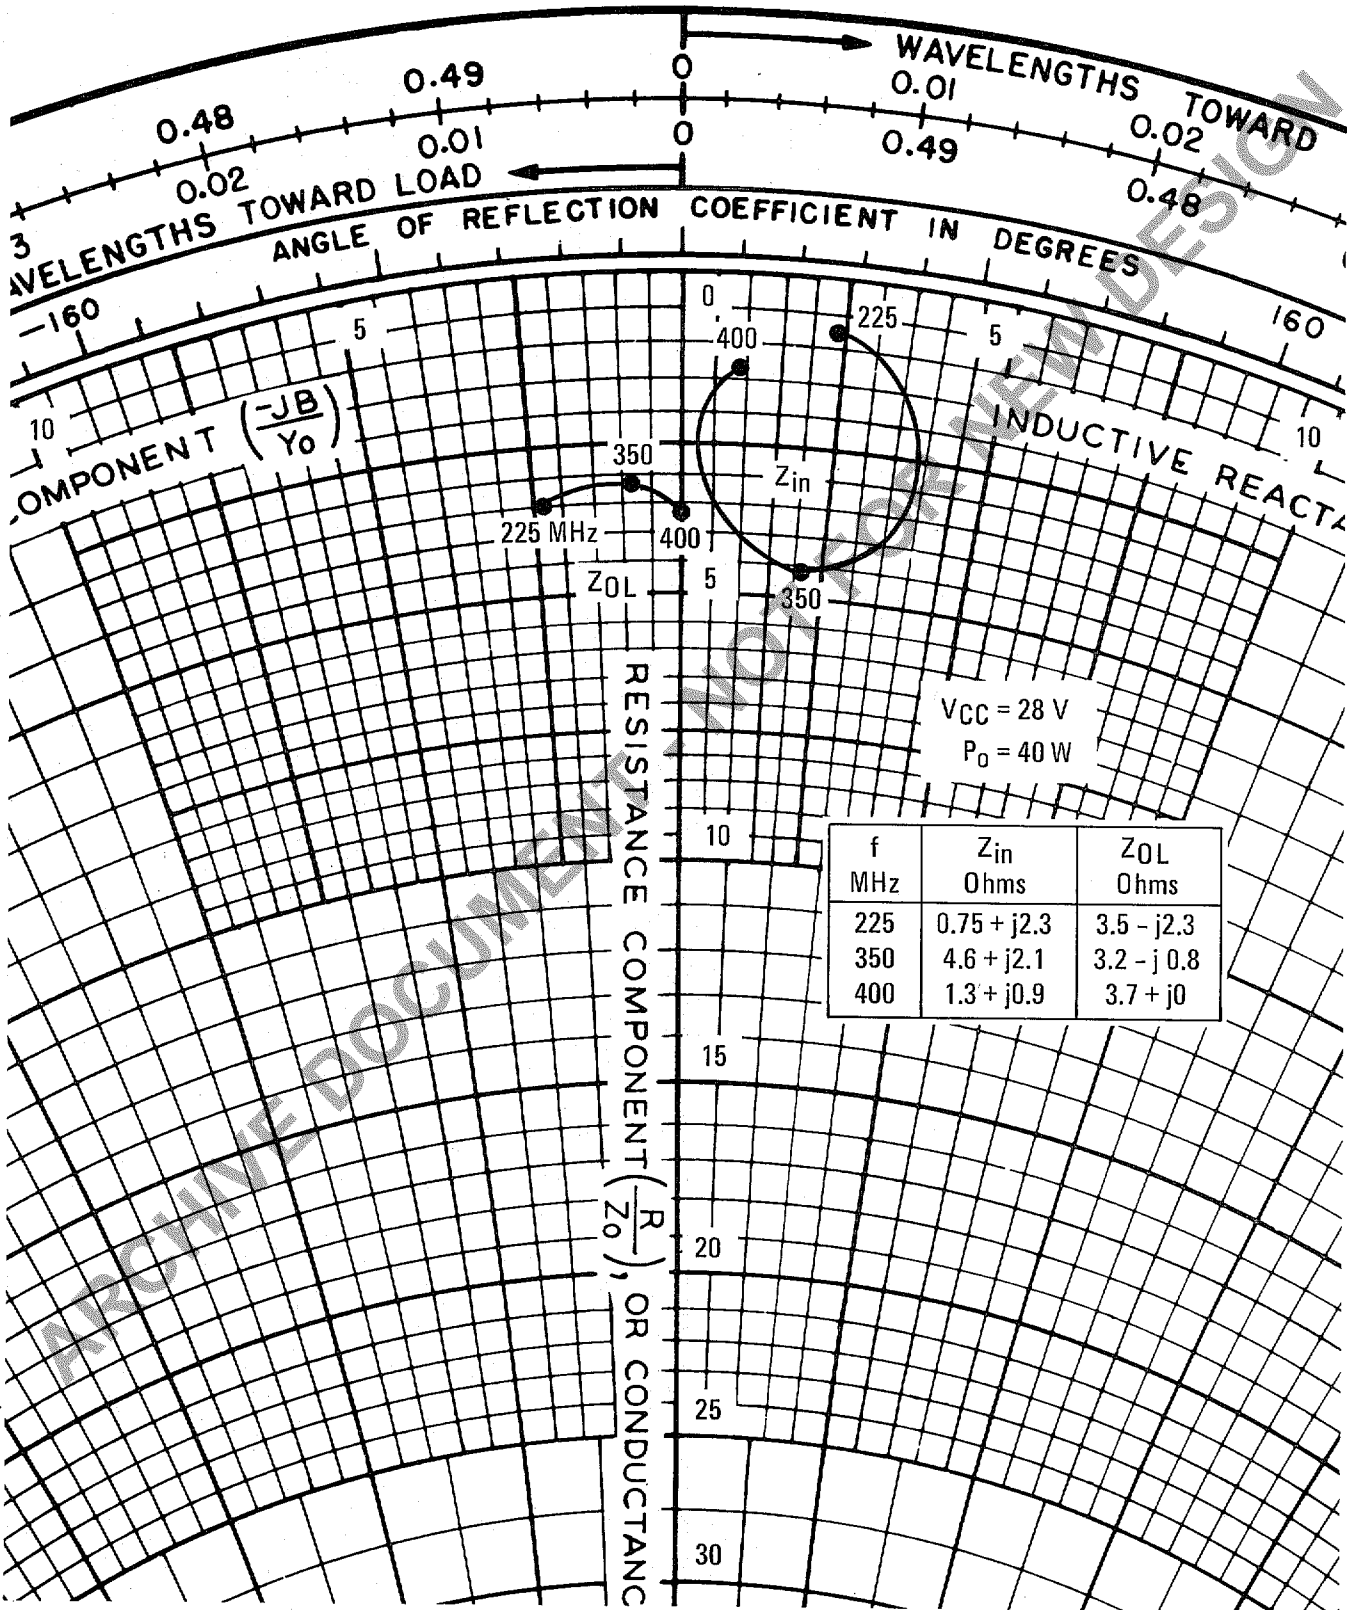 WAVELENGTHS TOWARD
0.48 0.49 0 0.01 0.02
3 0.02 0.01 0 0.49 0.48
AVELENGTHS TOWARD LOAD
ANGLE OF REFLECTION COEFFICIENT IN DEGREES
-160 160
10 5 0 5 10
OMPONENT (-JB/Yo)
INDUCTIVE REACTA
400 225
350
Zin
225 MHz 400
ZOL 5 350
VCC = 28 V
Po = 40 W
10
f Zin ZOL
MHz Ohms Ohms
225 0.75 + j2.3 3.5 - j2.3
350 4.6 + j2.1 3.2 - j 0.8
400 1.3 + j0.9 3.7 + j0
15
20
25
30
RESISTANCE COMPONENT (R/Zo), OR CONDUCTANC
ARCHIVE DOCUMENT - NOT FOR NEW DESIGN